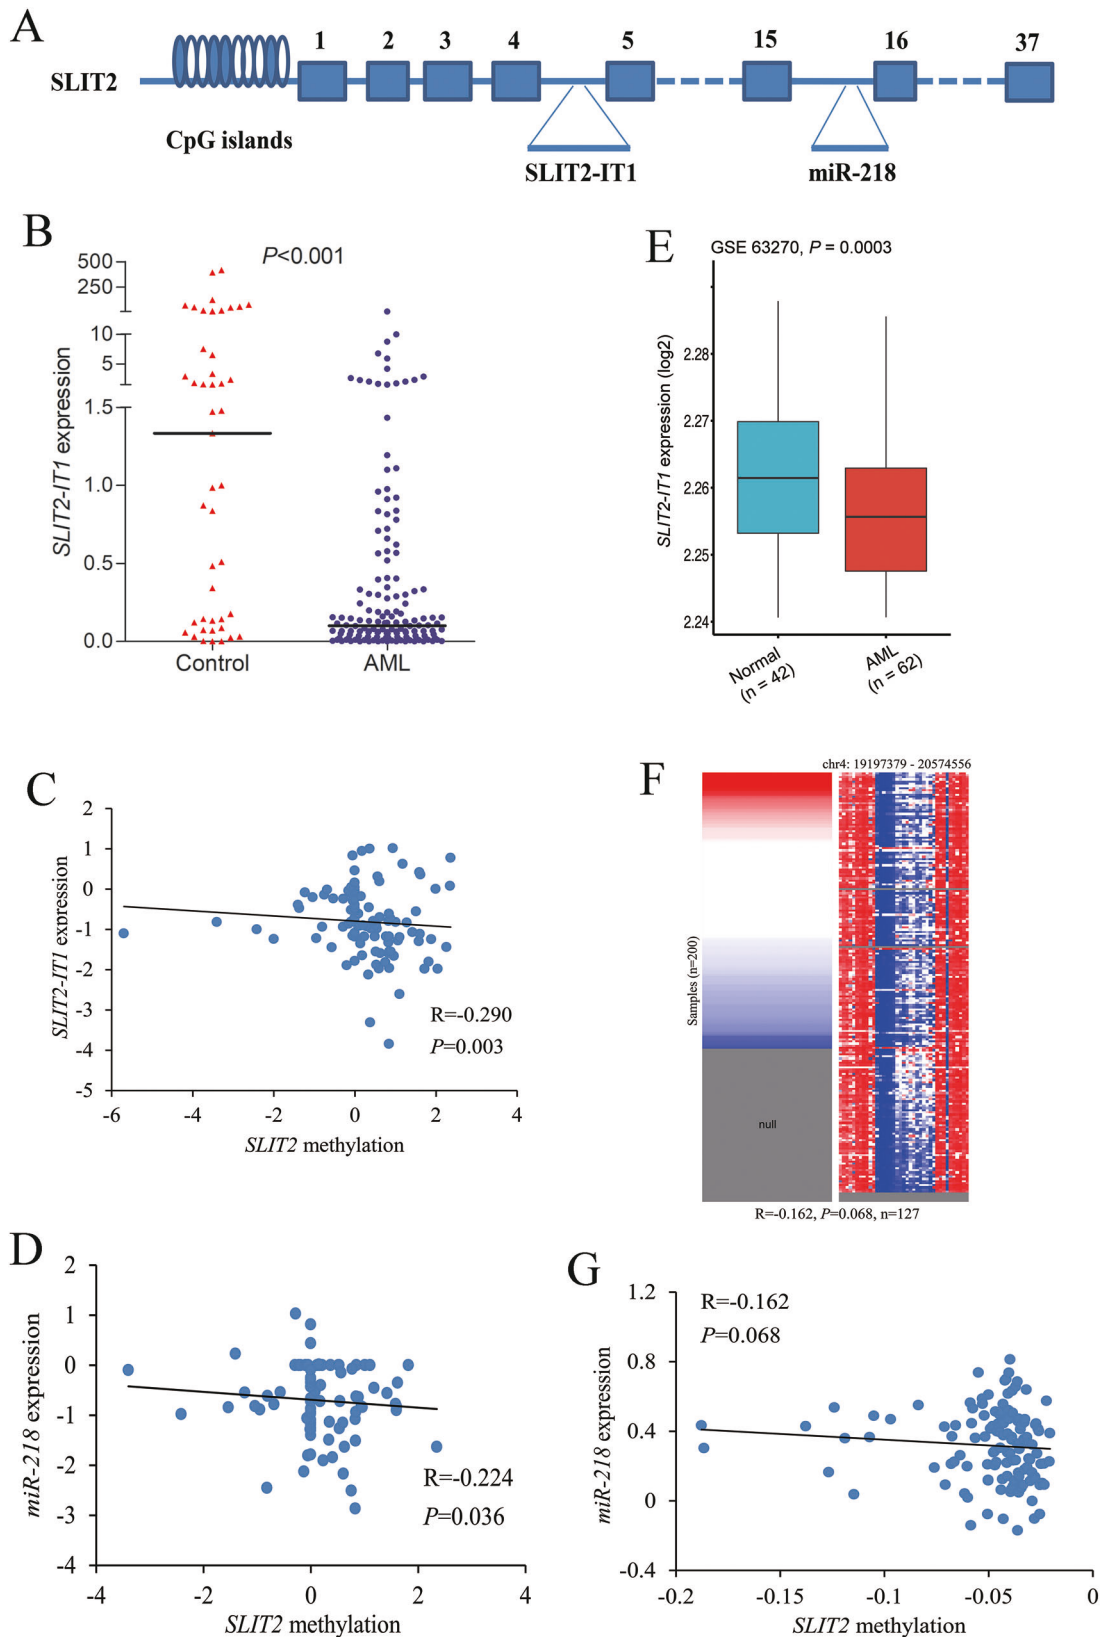 A
1 2 3 4 5 15 16 37
SLIT2
CpG islands
SLIT2-IT1
miR-218
B
P<0.001
500
250
10
5
1.5
1.0
0.5
0.0
SLIT2-IT1 expression
Control
AML
E
GSE 63270, P = 0.0003
SLIT2-IT1 expression (log2)
2.28
2.27
2.26
2.25
2.24
Normal
(n = 42)
AML
(n = 62)
C
2
1
0
-1
-2
-3
-4
-5
SLIT2-IT1 expression
R=-0.290
P=0.003
-6 -4 -2 0 2 4
SLIT2 methylation
F
chr4: 19197379 - 20574556
Samples (n=200)
null
R=-0.162, P=0.068, n=127
D
2
1
0
-1
-2
-3
-4
miR-218 expression
R=-0.224
P=0.036
-4 -2 0 2 4
SLIT2 methylation
G
R=-0.162
P=0.068
1.2
0.8
0.4
0
-0.4
miR-218 expression
-0.2 -0.15 -0.1 -0.05 0
SLIT2 methylation